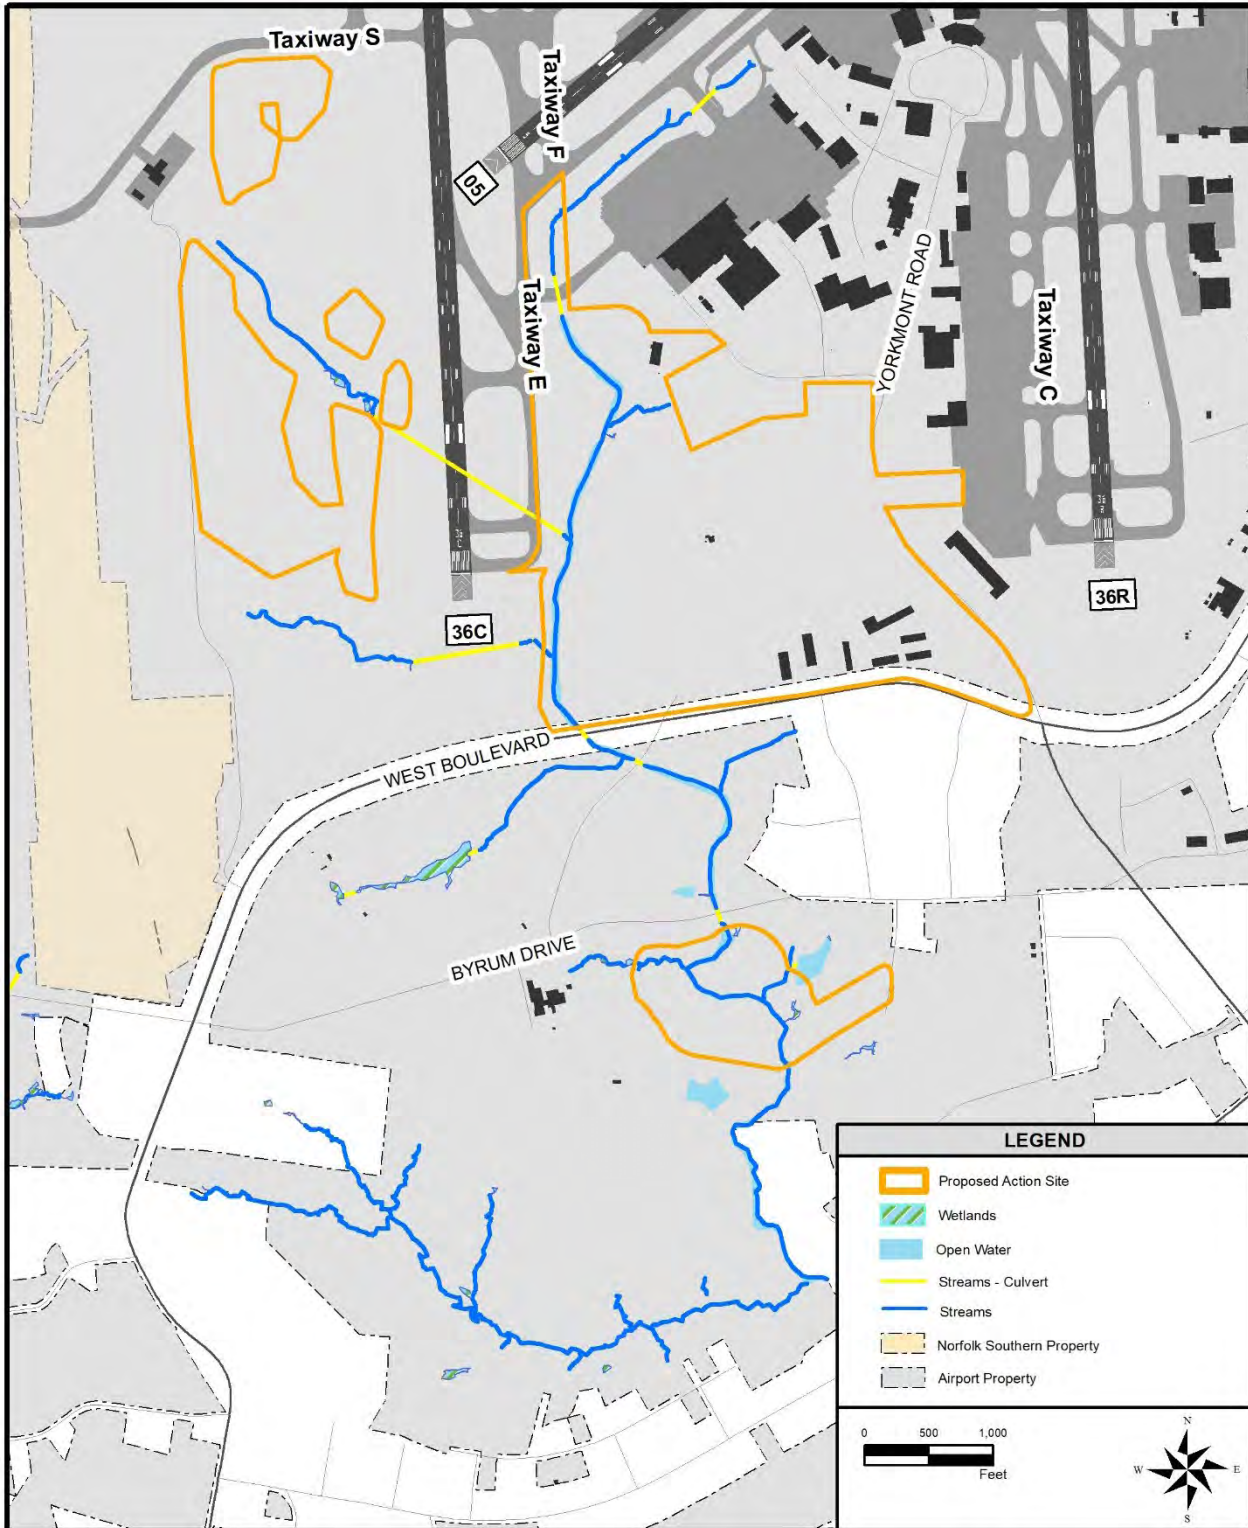 Taxiway S
Taxiway F
05
Taxiway E
YORKMONT ROAD
Taxiway C
36C
36R
WEST BOULEVARD
BYRUM DRIVE
LEGEND
Proposed Action Site
Wetlands
Open Water
Streams - Culvert
Streams
Norfolk Southern Property
Airport Property
0 500 1,000
Feet
N
W E
S